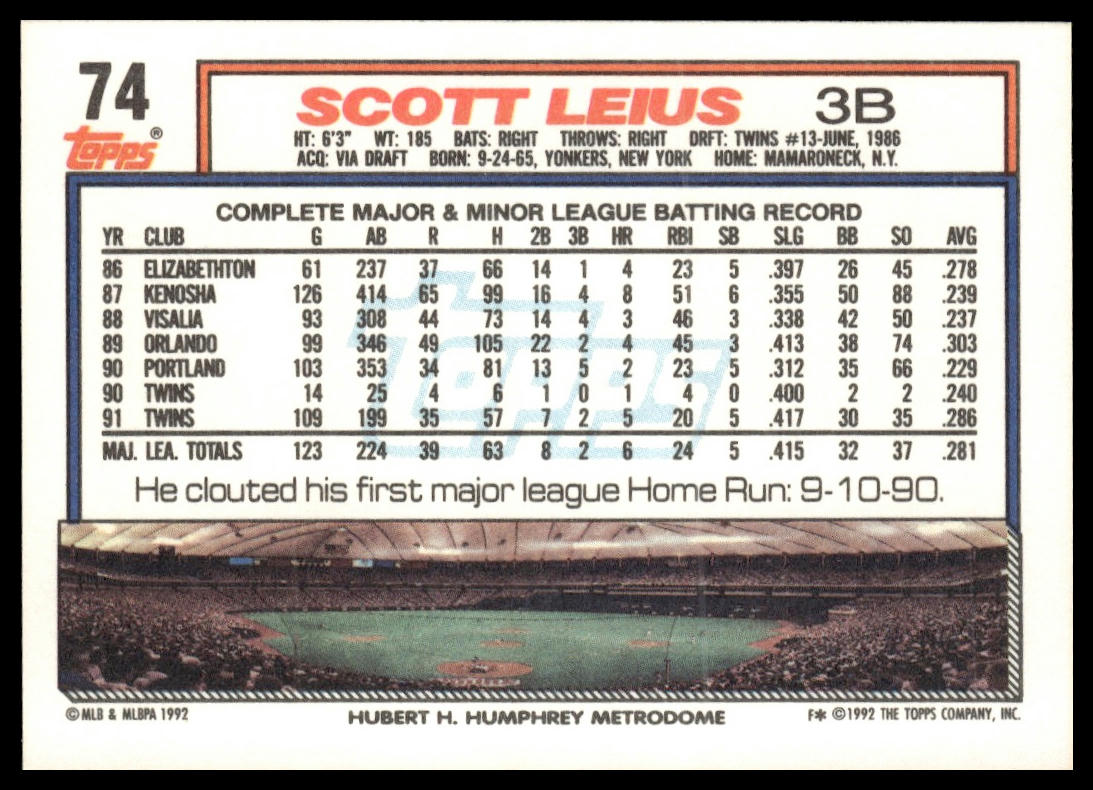 74
Topps®
SCOTT LEIUS 3B
HT: 6'3" WT: 185 BATS: RIGHT THROWS: RIGHT DRFT: TWINS #13-JUNE, 1986
ACQ: VIA DRAFT BORN: 9-24-65, YONKERS, NEW YORK HOME: MAMARONECK, N.Y.
COMPLETE MAJOR & MINOR LEAGUE BATTING RECORD
YR CLUB G AB R H 2B 3B HR RBI SB SLG BB SO AVG
86 ELIZABETHTON 61 237 37 66 14 1 4 23 5 .397 26 45 .278
87 KENOSHA 126 414 65 99 16 4 8 51 6 .355 50 88 .239
88 VISALIA 93 308 44 73 14 4 3 46 3 .338 42 50 .237
89 ORLANDO 99 346 49 105 22 2 4 45 3 .413 38 74 .303
90 PORTLAND 103 353 34 81 13 5 2 23 5 .312 35 66 .229
90 TWINS 14 25 4 6 1 0 1 4 0 .400 2 2 .240
91 TWINS 109 199 35 57 7 2 5 20 5 .417 30 35 .286
MAJ. LEA. TOTALS 123 224 39 63 8 2 6 24 5 .415 32 37 .281
Topps
He clouted his first major league Home Run: 9-10-90.
© MLB & MLBPA 1992
HUBERT H. HUMPHREY METRODOME
F* © 1992 THE TOPPS COMPANY, INC.